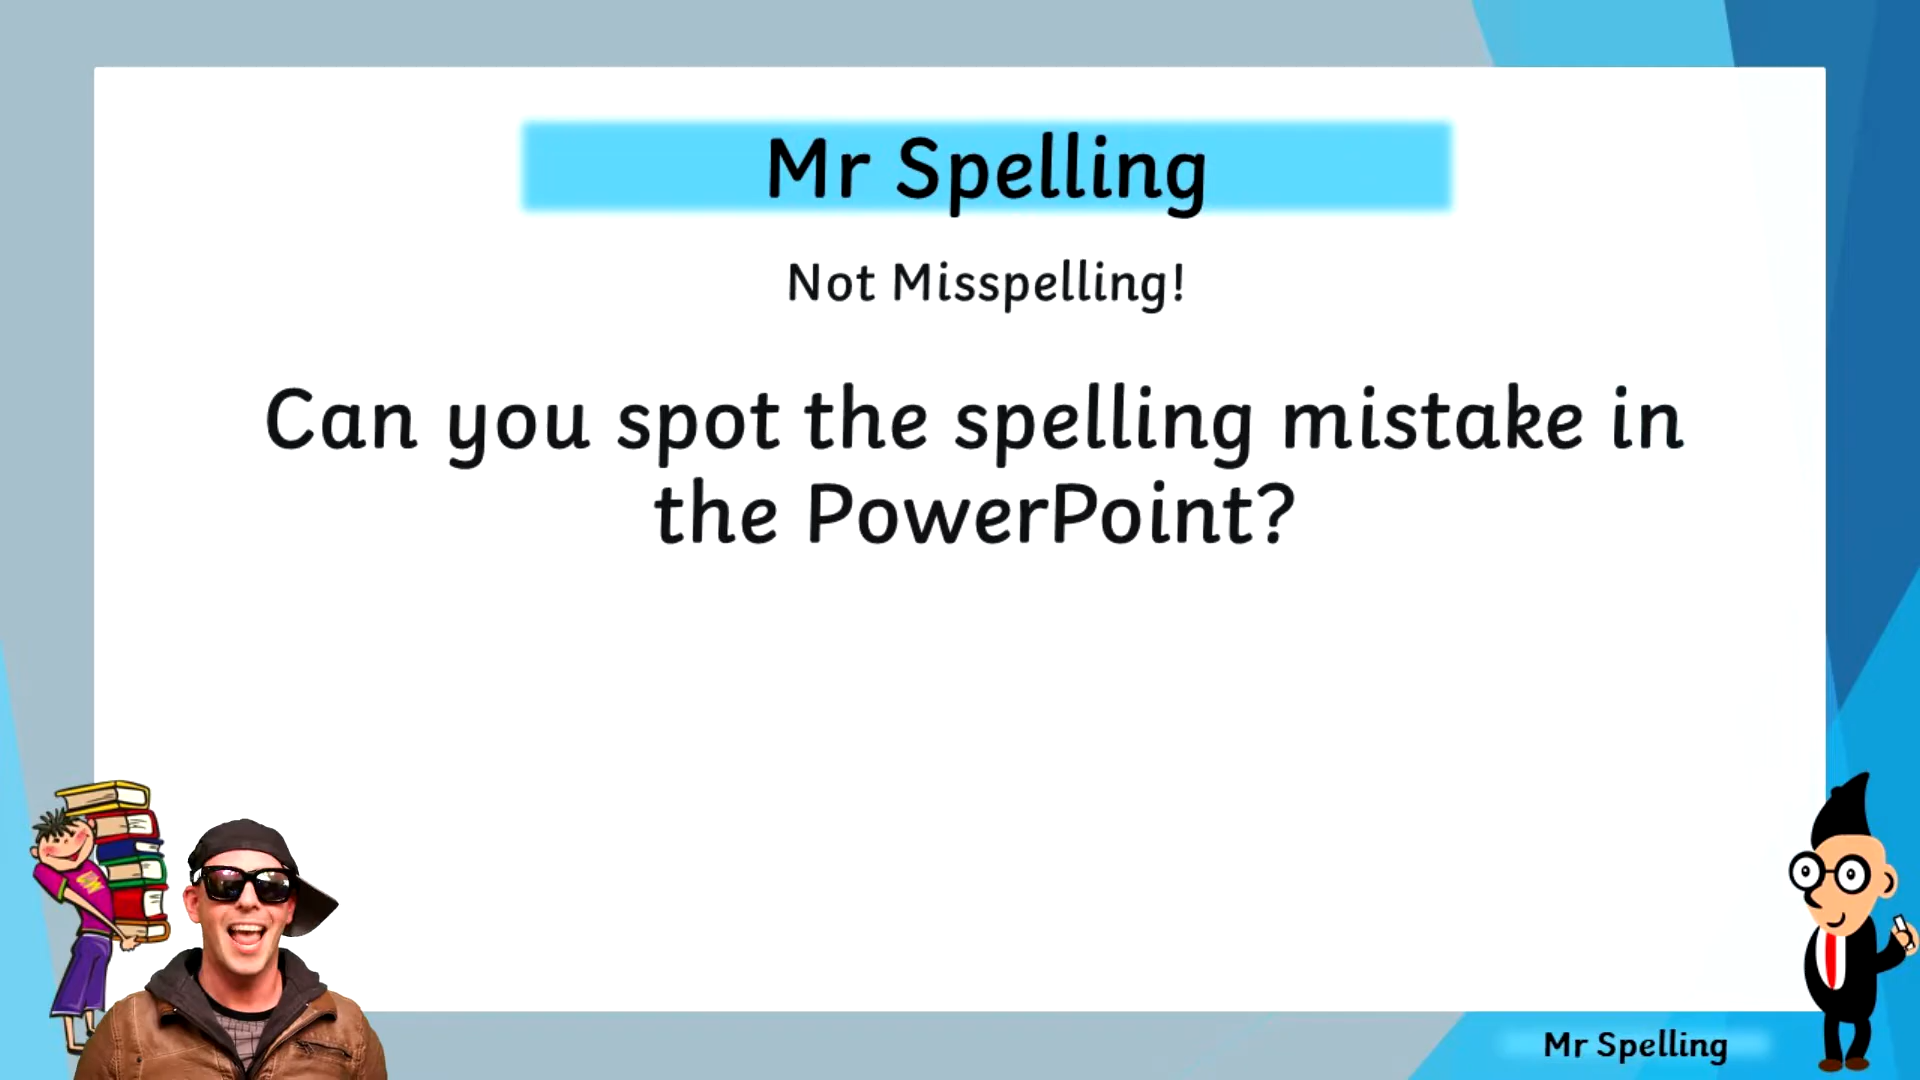 Mr Spelling
Not Misspelling!
Can you spot the spelling mistake in
the PowerPoint?
Mr Spelling